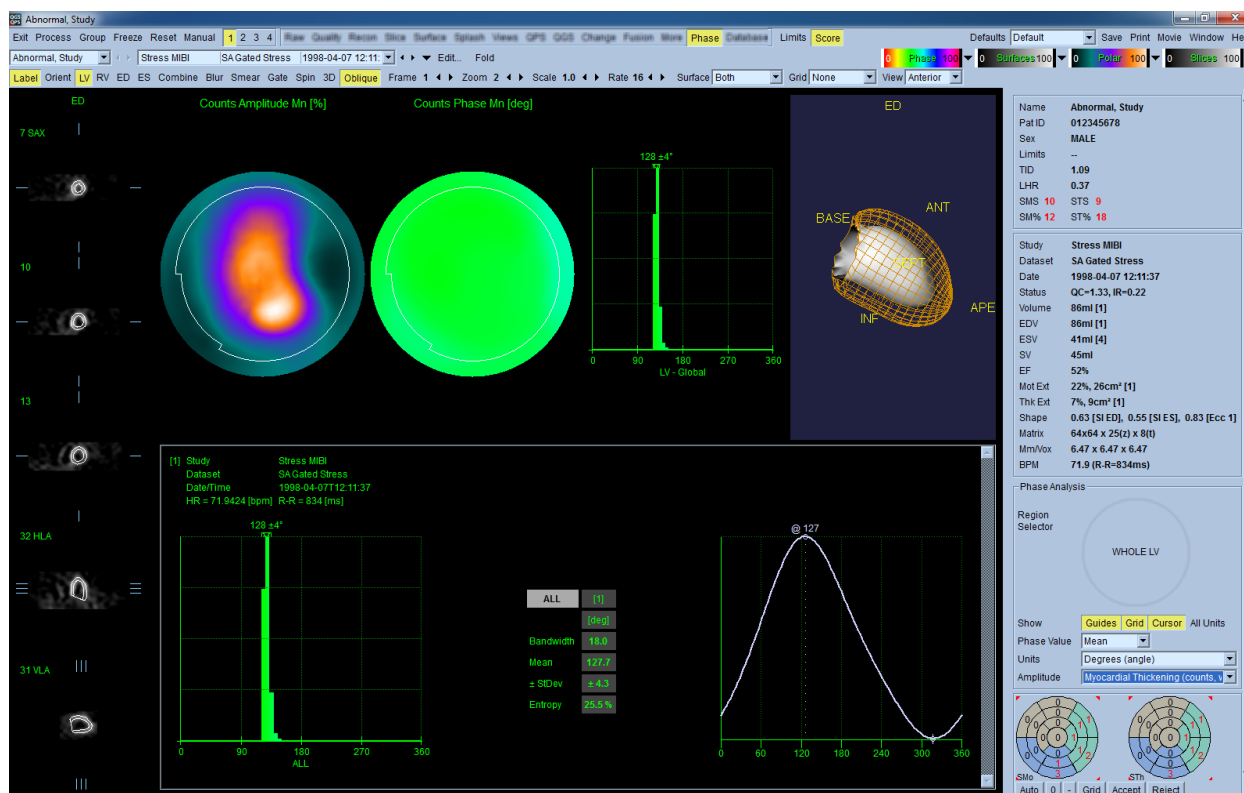 QGS QPS Abnormal, Study
Exit Process Group Freeze Reset Manual 1 2 3 4 Raw Quality Recon Slice Surface Splash Views QPS QGS Change Fusion More Phase Database Limits Score Defaults Default Save Print Movie Window He
Abnormal, Study Stress MIBI SA Gated Stress 1998-04-07 12:11: Edit... Fold 0 Phase 100 0 Surfaces 100 0 Polar 100 0 Slices 100
Label Orient LV RV ED ES Combine Blur Smear Gate Spin 3D Oblique Frame 1 Zoom 2 Scale 1.0 Rate 16 Surface Both Grid None View Anterior
ED
7 SAX
10
13
32 HLA
31 VLA
Counts Amplitude Mn [%]
Counts Phase Mn [deg]
128 ±4°
0 90 180 270 360
LV - Global
ED
BASE
ANT
SEPT
INF
APE
[1] Study Stress MIBI
Dataset SA Gated Stress
Date/Time 1998-04-07T12:11:37
HR = 71.9424 [bpm] R-R = 834 [ms]
128 ±4°
0 90 180 270 360
ALL
ALL [1]
[deg]
Bandwidth 18.0
Mean 127.7
± StDev ± 4.3
Entropy 25.5 %
@ 127
0 60 120 180 240 300 360
Name Abnormal, Study
Pat ID 012345678
Sex MALE
Limits --
TID 1.09
LHR 0.37
SMS 10 STS 9
SM% 12 ST% 18
Study Stress MIBI
Dataset SA Gated Stress
Date 1998-04-07 12:11:37
Status QC=1.33, IR=0.22
Volume 86ml [1]
EDV 86ml [1]
ESV 41ml [4]
SV 45ml
EF 52%
Mot Ext 22%, 26cm² [1]
Thk Ext 7%, 9cm² [1]
Shape 0.63 [SI ED], 0.55 [SI ES], 0.83 [Ecc 1]
Matrix 64x64 x 25(z) x 8(t)
Mm/Vox 6.47 x 6.47 x 6.47
BPM 71.9 (R-R=834ms)
Phase Analysis
Region
Selector
WHOLE LV
Show Guides Grid Cursor All Units
Phase Value Mean
Units Degrees (angle)
Amplitude Myocardial Thickening (counts, v
SMo STh
Auto 0 - Grid Accept Reject